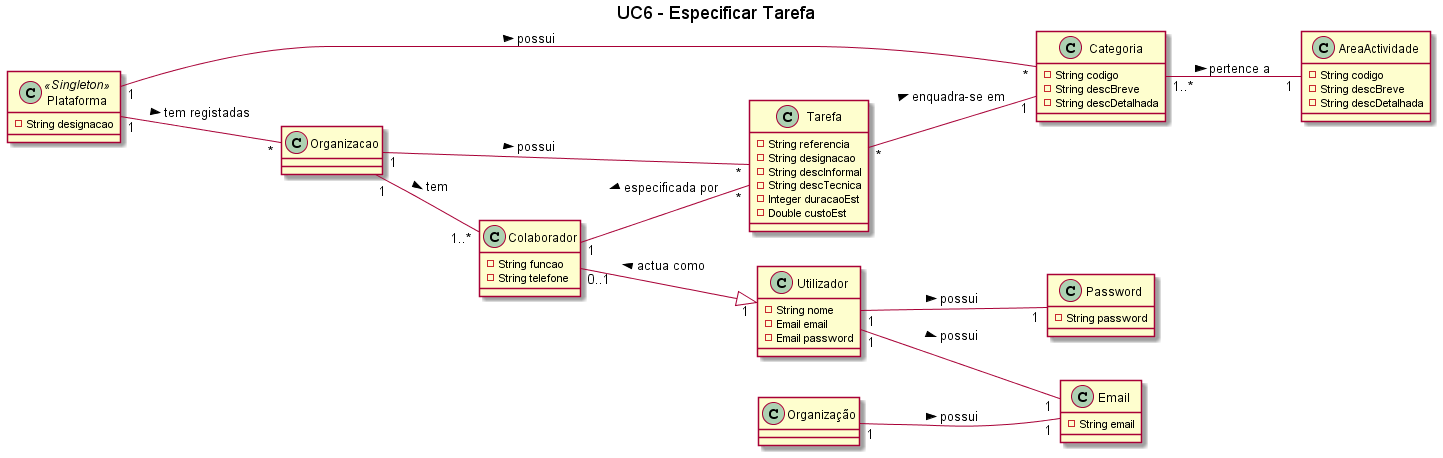 UC6 - Especificar Tarefa
C
«Singleton»
Plataforma
String designacao
1
possui
*
1
tem registadas
*
C Organizacao
1
possui
*
1
tem
1..*
C Colaborador
String funcao
String telefone
1
especificada por
*
0..1
actua como
1
C Tarefa
String referencia
String designacao
String descInformal
String descTecnica
Integer duracaoEst
Double custoEst
*
enquadra-se em
1
C Categoria
String codigo
String descBreve
String descDetalhada
1..*
pertence a
1
C AreaActividade
String codigo
String descBreve
String descDetalhada
C Utilizador
String nome
Email email
Email password
1
possui
1
1
possui
1
C Password
String password
C Organização
1
possui
1
C Email
String email